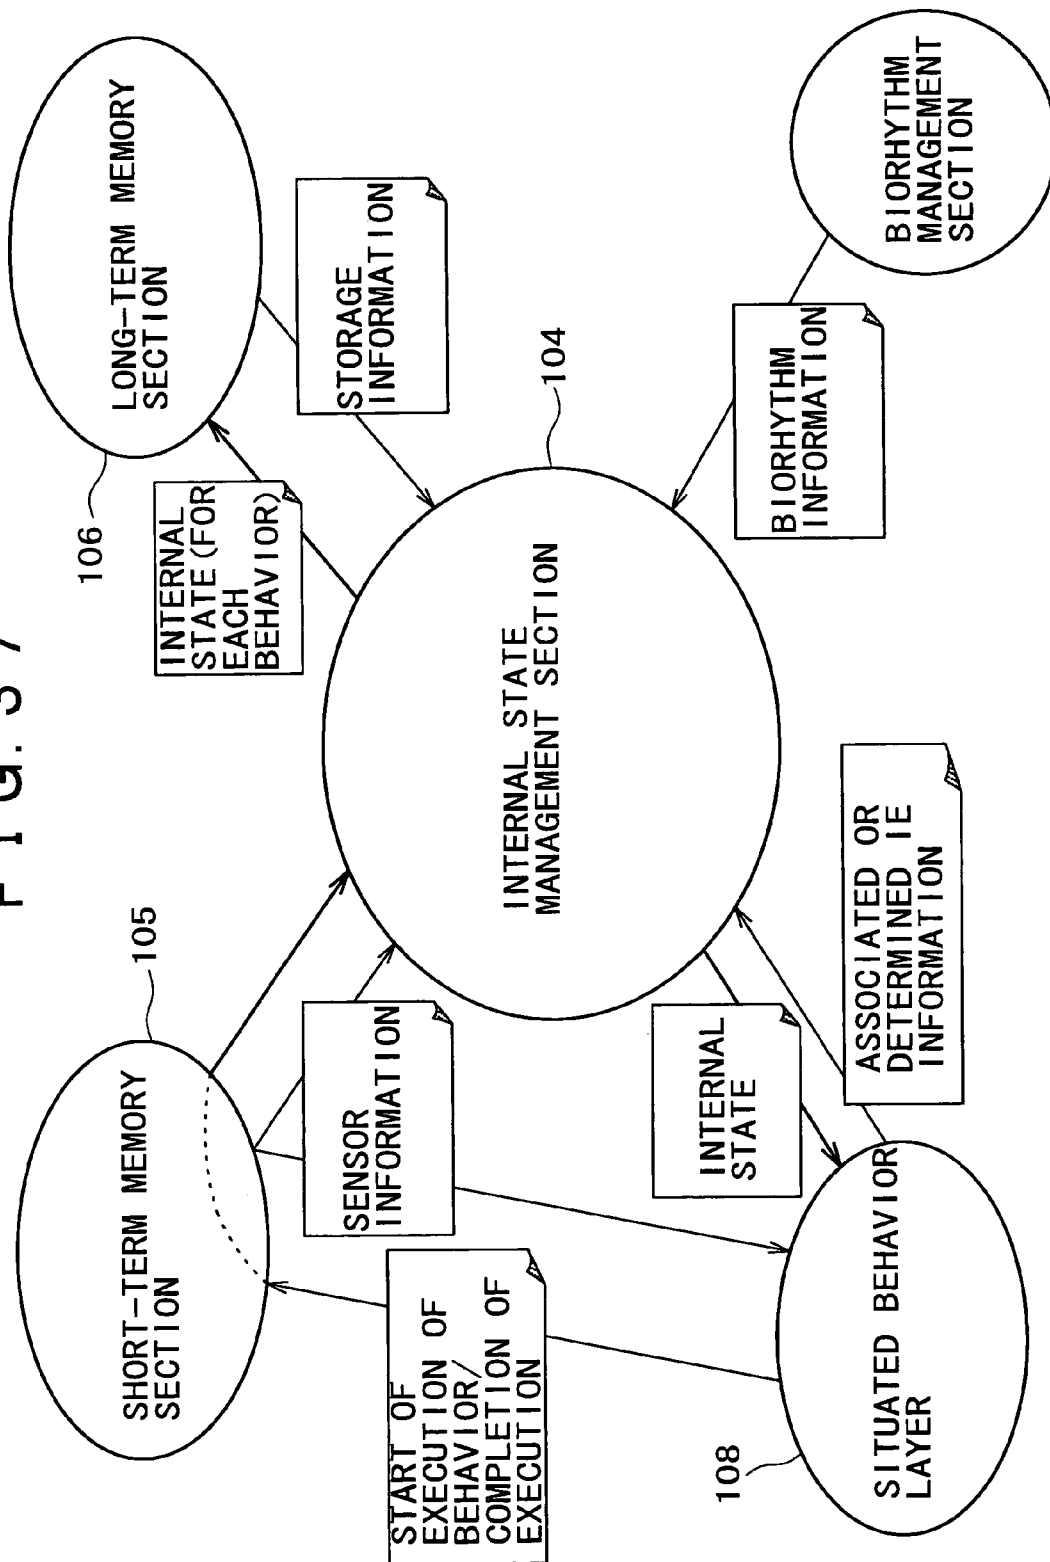 FIG. 37
SHORT-TERM MEMORY
SECTION
105
LONG-TERM MEMORY
SECTION
106
INTERNAL
STATE(FOR
EACH
BEHAVIOR)
STORAGE
INFORMATION
SENSOR
INFORMATION
START OF
EXECUTION OF
BEHAVIOR/
COMPLETION OF
EXECUTION
INTERNAL STATE
MANAGEMENT SECTION
104
INTERNAL
STATE
BIORHYTHM
INFORMATION
ASSOCIATED OR
DETERMINED IE
INFORMATION
SITUATED BEHAVIOR
LAYER
108
BIORHYTHM
MANAGEMENT
SECTION